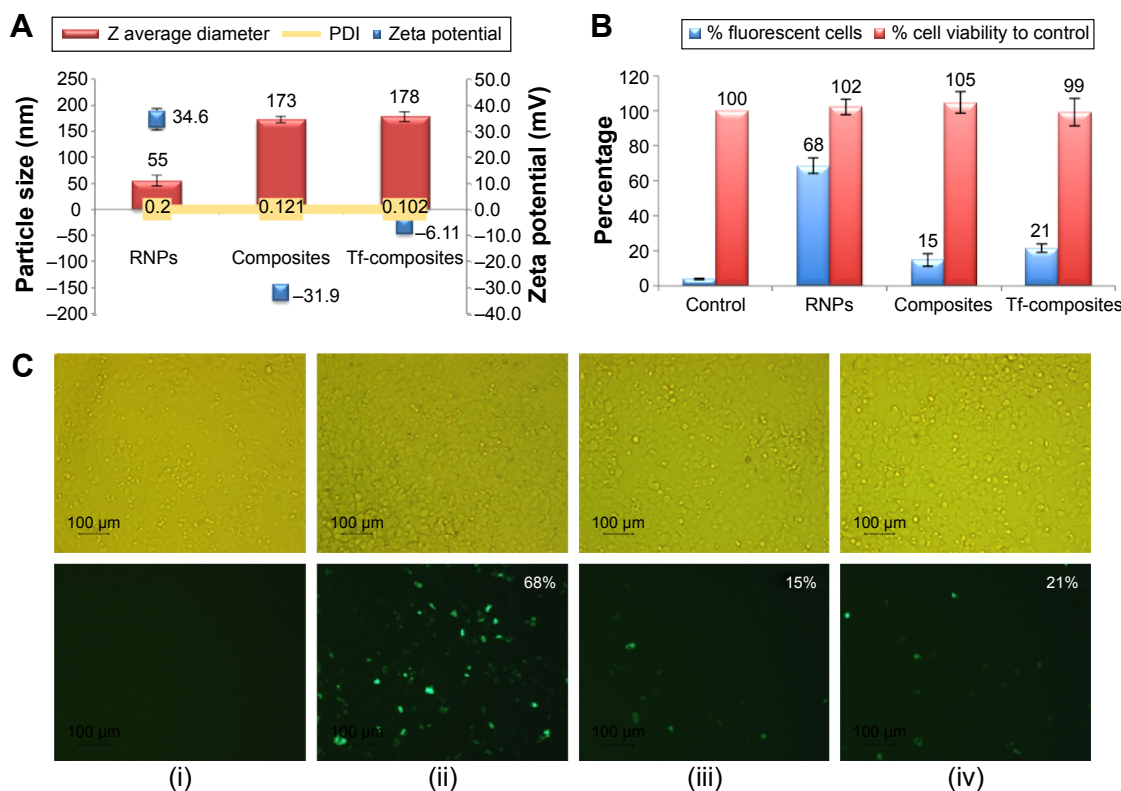 A
Z average diameter PDI Zeta potential
Particle size (nm)
250
200
150
100
50
0
–50
–100
–150
–200
34.6
55
173
178
0.2 0.121 0.102
–6.11
–31.9
RNPs Composites Tf-composites
50.0
40.0
30.0
20.0
10.0
0.0
–10.0
–20.0
–30.0
–40.0
Zeta potential (mV)
B
% fluorescent cells % cell viability to control
Percentage
120
100
80
60
40
20
0
100
68
102
15
105
21
99
Control RNPs Composites Tf-composites
C
100 µm 100 µm 100 µm 100 µm
68% 15% 21%
100 µm 100 µm 100 µm 100 µm
(i) (ii) (iii) (iv)